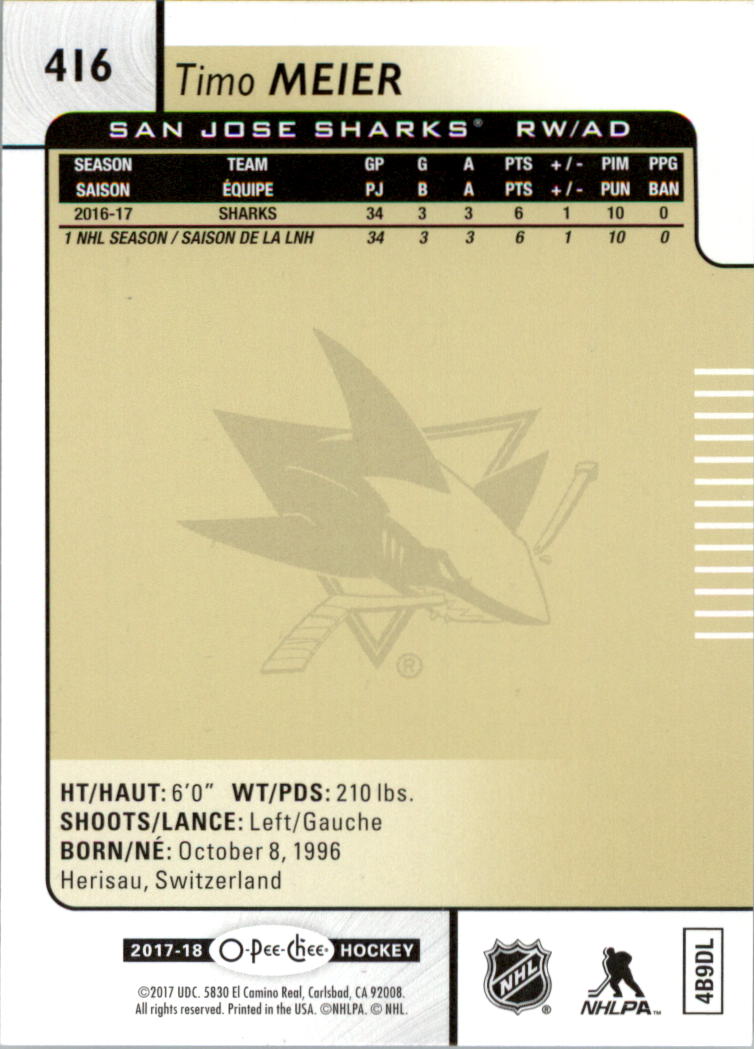 416
Timo MEIER
SAN JOSE SHARKS® RW/AD
SEASON TEAM GP G A PTS +/- PIM PPG
SAISON ÉQUIPE PJ B A PTS +/- PUN BAN
2016-17 SHARKS 34 3 3 6 1 10 0
1 NHL SEASON / SAISON DE LA LNH 34 3 3 6 1 10 0
®
HT/HAUT: 6'0" WT/PDS: 210 lbs.
SHOOTS/LANCE: Left/Gauche
BORN/NÉ: October 8, 1996
Herisau, Switzerland
2017-18 O-Pee-Chee® HOCKEY
©2017 UDC. 5830 El Camino Real, Carlsbad, CA 92008.
All rights reserved. Printed in the USA. ©NHLPA. © NHL.
NHL ®
NHLPA™
4B9DL